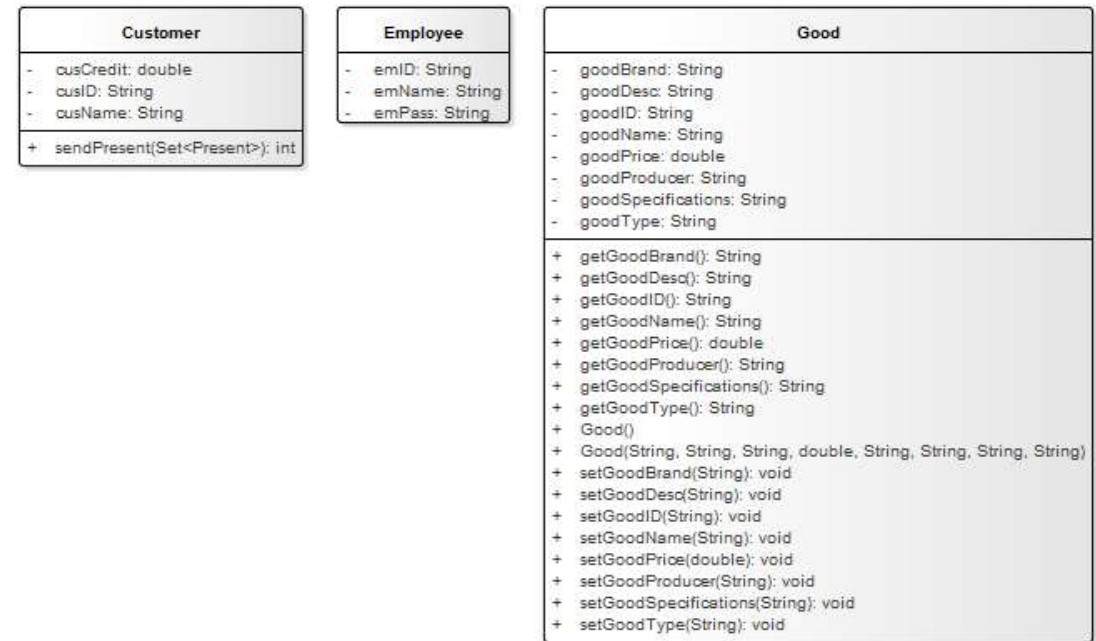 Customer
- cusCredit: double
- cusID: String
- cusName: String
+ sendPresent(Set<Present>): int
Employee
- emID: String
- emName: String
- emPass: String
Good
- goodBrand: String
- goodDesc: String
- goodID: String
- goodName: String
- goodPrice: double
- goodProducer: String
- goodSpecifications: String
- goodType: String
+ getGoodBrand(): String
+ getGoodDesc(): String
+ getGoodID(): String
+ getGoodName(): String
+ getGoodPrice(): double
+ getGoodProducer(): String
+ getGoodSpecifications(): String
+ getGoodType(): String
+ Good()
+ Good(String, String, String, double, String, String, String, String)
+ setGoodBrand(String): void
+ setGoodDesc(String): void
+ setGoodID(String): void
+ setGoodName(String): void
+ setGoodPrice(double): void
+ setGoodProducer(String): void
+ setGoodSpecifications(String): void
+ setGoodType(String): void